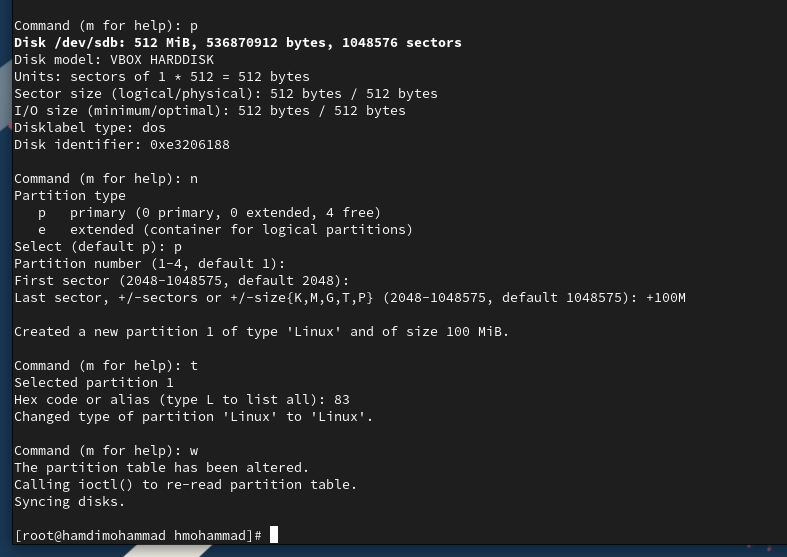 Command (m for help): p
Disk /dev/sdb: 512 MiB, 536870912 bytes, 1048576 sectors
Disk model: VBOX HARDDISK
Units: sectors of 1 * 512 = 512 bytes
Sector size (logical/physical): 512 bytes / 512 bytes
I/O size (minimum/optimal): 512 bytes / 512 bytes
Disklabel type: dos
Disk identifier: 0xe3206188

Command (m for help): n
Partition type
   p   primary (0 primary, 0 extended, 4 free)
   e   extended (container for logical partitions)
Select (default p): p
Partition number (1-4, default 1):
First sector (2048-1048575, default 2048):
Last sector, +/-sectors or +/-size{K,M,G,T,P} (2048-1048575, default 1048575): +100M

Created a new partition 1 of type 'Linux' and of size 100 MiB.

Command (m for help): t
Selected partition 1
Hex code or alias (type L to list all): 83
Changed type of partition 'Linux' to 'Linux'.

Command (m for help): w
The partition table has been altered.
Calling ioctl() to re-read partition table.
Syncing disks.

[root@hamdimohammad hmohammad]#